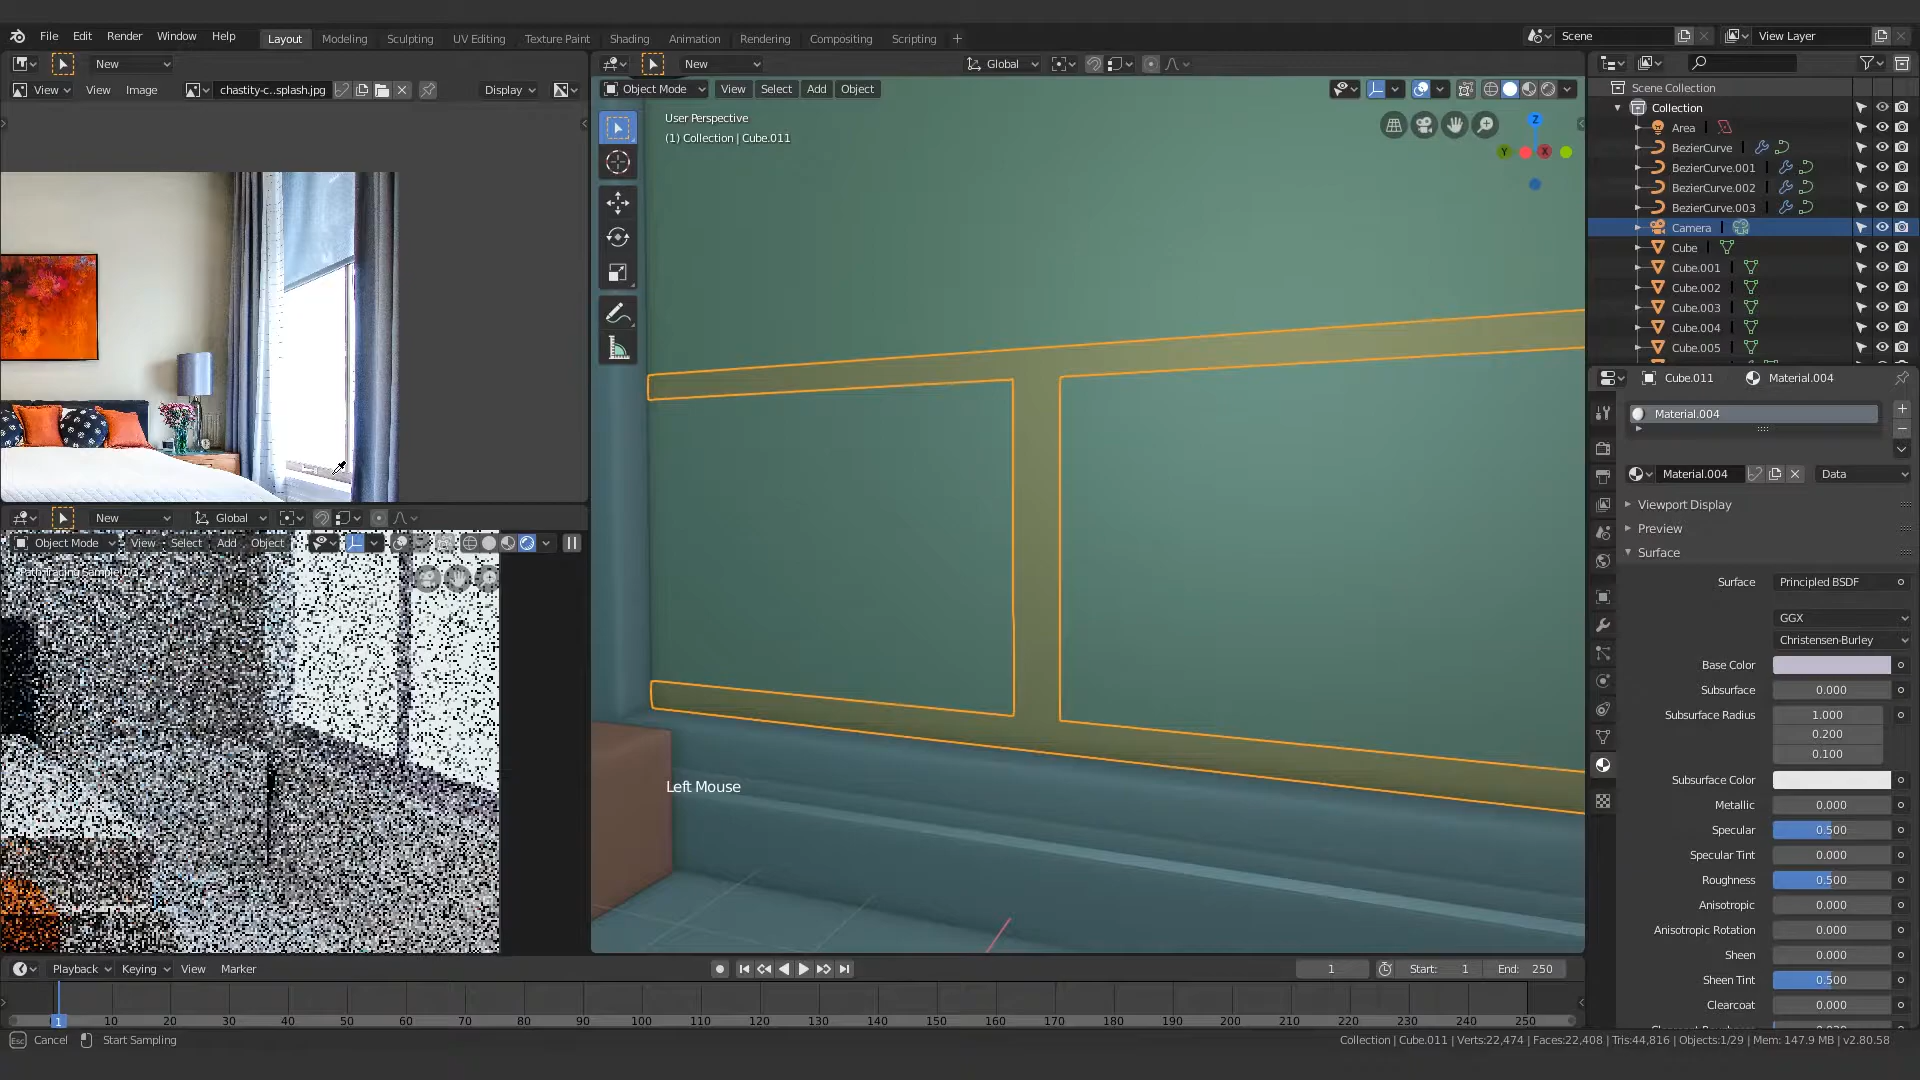 File Edit Render Window Help
Layout Modeling Sculpting UV Editing Texture Paint Shading Animation Rendering Compositing Scripting +
Scene
View Layer
New
View View Image chastity-c..splash.jpg Display
New Global
Object Mode View Select Add Object
User Perspective
(1) Collection | Cube.011
Z
Y
X
Left Mouse
Scene Collection
Collection
Area
BezierCurve
BezierCurve.001
BezierCurve.002
BezierCurve.003
Camera
Cube
Cube.001
Cube.002
Cube.003
Cube.004
Cube.005
Cube.011 Material.004
Material.004
Material.004 Data
Viewport Display
Preview
Surface
Surface Principled BSDF
GGX
Christensen-Burley
Base Color
Subsurface 0.000
Subsurface Radius 1.000
0.200
0.100
Subsurface Color
Metallic 0.000
Specular 0.500
Specular Tint 0.000
Roughness 0.500
Anisotropic 0.000
Anisotropic Rotation 0.000
Sheen 0.000
Sheen Tint 0.500
Clearcoat 0.000
New Global
Object Mode View Select Add Object
Playback Keying View Marker
1 Start: 1 End: 250
1 10 20 30 40 50 60 70 80 90 100 110 120 130 140 150 160 170 180 190 200 210 220 230 240 250
Esc Cancel Start Sampling
Collection | Cube.011 | Verts:22,474 | Faces:22,408 | Tris:44,816 | Objects:1/29 | Mem: 147.9 MB | v2.80.58